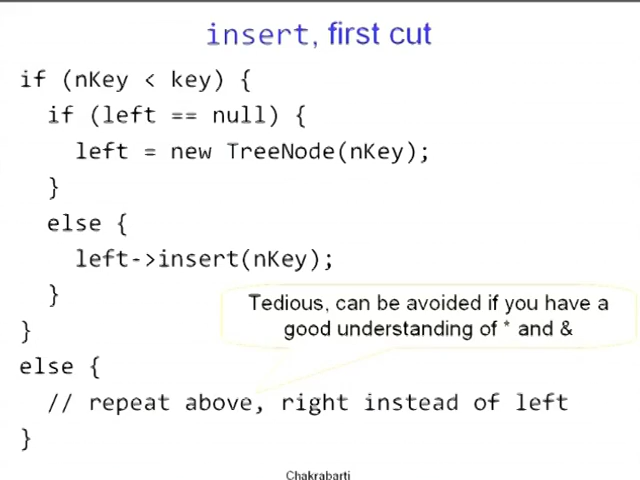 insert, first cut
if (nKey < key) {
if (left == null) {
left = new TreeNode(nKey);
}
else {
left->insert(nKey);
}
}
else {
// repeat above, right instead of left
}
Tedious, can be avoided if you have a
good understanding of * and &
Chakrabarti